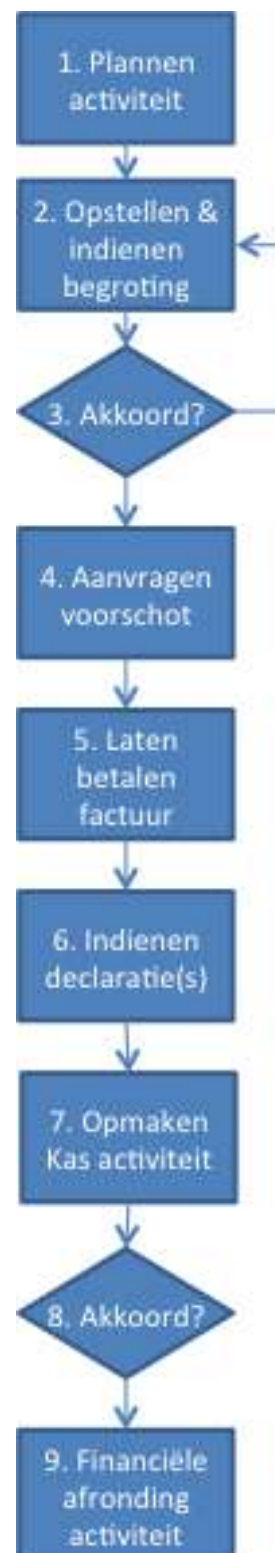 1. Plannen
activiteit
2. Opstellen &
indienen
begroting
3. Akkoord?
4. Aanvragen
voorschot
5. Laten
betalen
factuur
6. Indienen
declaratie(s)
7. Opmaken
Kas activiteit
8. Akkoord?
9. Financiële
afronding
activiteit